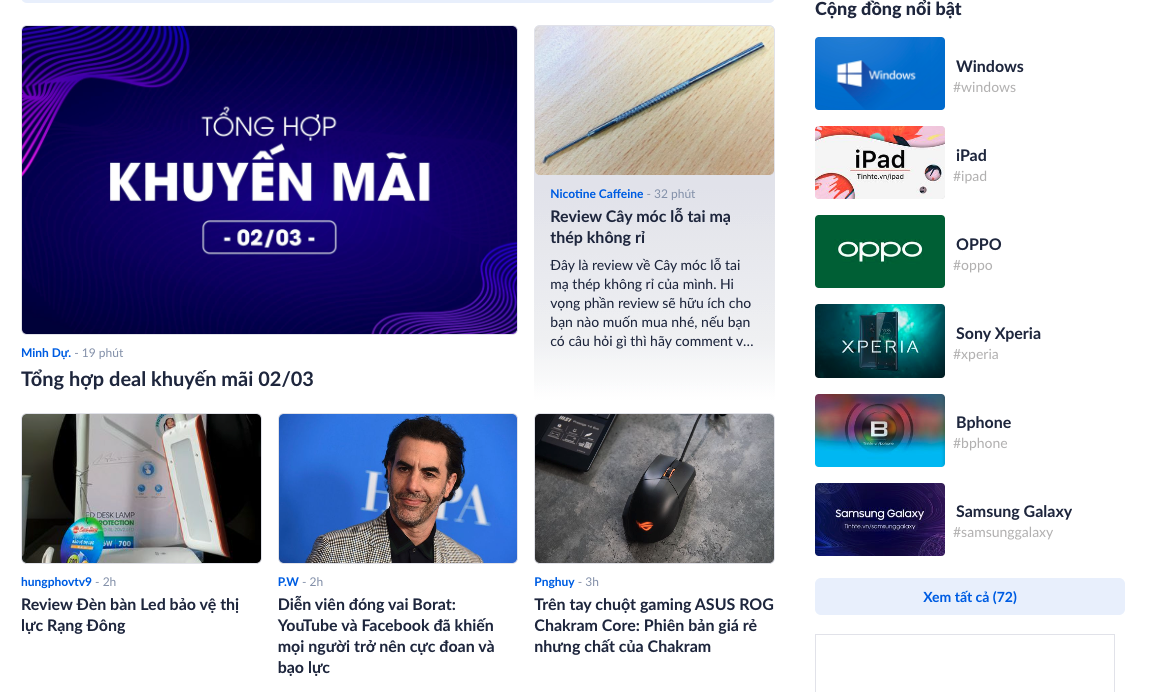 TỔNG HỢP
KHUYẾN MÃI
- 02/03 -
Minh Dự. - 19 phút
Tổng hợp deal khuyến mãi 02/03
Nicotine Caffeine - 32 phút
Review Cây móc lỗ tai mạ
thép không rỉ
Đây là review về Cây móc lỗ tai
mạ thép không rỉ của mình. Hi
vọng phần review sẽ hữu ích cho
bạn nào muốn mua nhé, nếu bạn
có câu hỏi gì thì hãy comment v...
ED DESK LAMP
PROTECTION
700
hungphovtv9 - 2h
Review Đèn bàn Led bảo vệ thị
lực Rạng Đông
P.W - 2h
Diễn viên đóng vai Borat:
YouTube và Facebook đã khiến
mọi người trở nên cực đoan và
bạo lực
Pnghuy - 3h
Trên tay chuột gaming ASUS ROG
Chakram Core: Phiên bản giá rẻ
nhưng chất của Chakram
Cộng đồng nổi bật
Windows
Windows
#windows
iPad
Tinhte.vn/ipad
iPad
#ipad
oppo
OPPO
#oppo
XPERIA
Sony Xperia
#xperia
B
Bphone
#bphone
Samsung Galaxy
Tinhte.vn/samsunggalaxy
Samsung Galaxy
#samsunggalaxy
Xem tất cả (72)